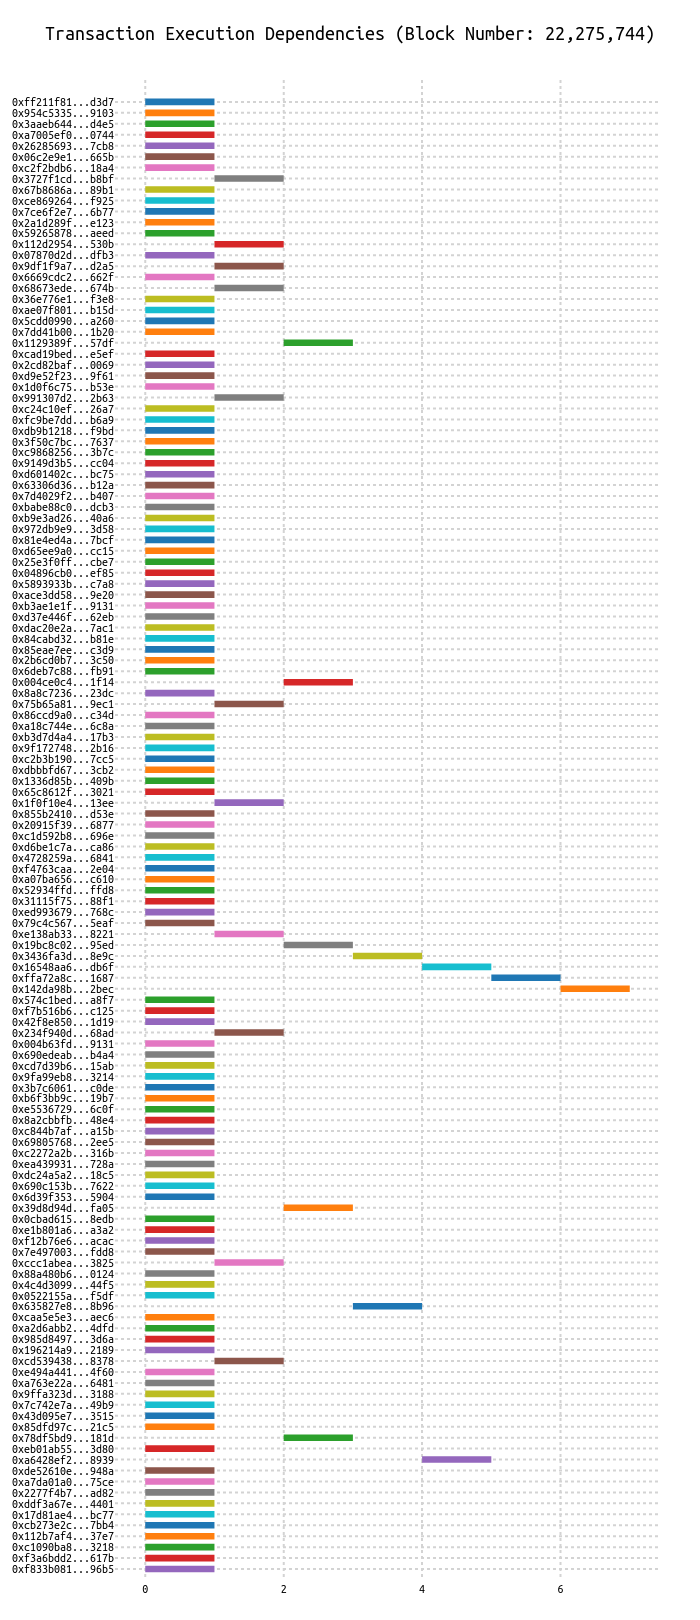 Transaction Execution Dependencies (Block Number: 22,275,744)
0xff211f81...d3d7
0x954c5335...9103
0x3aaeb644...d4e5
0xa7005ef0...0744
0x26285693...7cb8
0x06c2e9e1...665b
0xc2f2bdb6...18a4
0x3727f1cd...b8bf
0x67b8686a...89b1
0xce869264...f925
0x7ce6f2e7...6b77
0x2a1d289f...e123
0x59265878...aeed
0x112d2954...530b
0x07870d2d...dfb3
0x9df1f9a7...d2a5
0x6669cdc2...662f
0x68673ede...674b
0x36e776e1...f3e8
0xae07f801...b15d
0x5cdd0990...a260
0x7dd41b00...1b20
0x1129389f...57df
0xcad19bed...e5ef
0x2cd82baf...0069
0xd9e52f23...9f61
0x1d0f6c75...b53e
0x991307d2...2b63
0xc24c10ef...26a7
0xfc9be7dd...b6a9
0xdb9b1218...f9bd
0x3f50c7bc...7637
0xc9868256...3b7c
0x9149d3b5...cc04
0xd601402c...bc75
0x63306d36...b12a
0x7d4029f2...b407
0xbabe88c0...dcb3
0xb9e3ad26...40a6
0x972db9e9...3d58
0x81e4ed4a...7bcf
0xd65ee9a0...cc15
0x25e3f0ff...cbe7
0x04896cb0...ef85
0x5893933b...c7a8
0xace3dd58...9e20
0xb3ae1e1f...9131
0xd37e446f...62eb
0xdac20e2a...7ac1
0x84cabd32...b81e
0x85eae7ee...c3d9
0x2b6cd0b7...3c50
0x6deb7c88...fb91
0x004ce0c4...1f14
0x8a8c7236...23dc
0x75b65a81...9ec1
0x86ccd9a0...c34d
0xa18c744e...6c8a
0xb3d7d4a4...17b3
0x9f172748...2b16
0xc2b3b190...7cc5
0xdbbbfd67...3cb2
0x1336d85b...409b
0x65c8612f...3021
0x1f0f10e4...13ee
0x855b2410...d53e
0x20915f39...6877
0xc1d592b8...696e
0xd6be1c7a...ca86
0x4728259a...6841
0xf4763caa...2e04
0xa07ba656...c610
0x52934ffd...ffd8
0x31115f75...88f1
0xed993679...768c
0x79c4c567...5eaf
0xe138ab33...8221
0x19bc8c02...95ed
0x3436fa3d...8e9c
0x16548aa6...db6f
0xffa72a8c...1687
0x142da98b...2bec
0x574c1bed...a8f7
0xf7b516b6...c125
0x42f8e850...1d19
0x234f940d...68ad
0x004b63fd...9131
0x690edeab...b4a4
0xcd7d39b6...15ab
0x9fa99eb8...3214
0x3b7c6061...c0de
0xb6f3bb9c...19b7
0xe5536729...6c0f
0x8a2cbbfb...48e4
0xc844b7af...a15b
0x69805768...2ee5
0xc2272a2b...316b
0xea439931...728a
0xdc24a5a2...18c5
0x690c153b...7622
0x6d39f353...5904
0x39d8d94d...fa05
0x0cbad615...8edb
0xe1b801a6...a3a2
0xf12b76e6...acac
0x7e497003...fdd8
0xccc1abea...3825
0x88a480b6...0124
0x4c4d3099...44f5
0x0522155a...f5df
0x635827e8...8b96
0xcaa5e5e3...aec6
0xa2d6abb2...4dfd
0x985d8497...3d6a
0x196214a9...2189
0xcd539438...8378
0xe494a441...4f60
0xa763e22a...6481
0x9ffa323d...3188
0x7c742e7a...49b9
0x43d095e7...3515
0x85dfd97c...21c5
0x78df5bd9...181d
0xeb01ab55...3d80
0xa6428ef2...8939
0xde52610e...948a
0xa7da01a0...75ce
0x2277f4b7...ad82
0xddf3a67e...4401
0x17d81ae4...bc77
0xcb273e2c...7bb4
0x112b7af4...37e7
0xc1090ba8...3218
0xf3a6bdd2...617b
0xf833b081...96b5
0 2 4 6